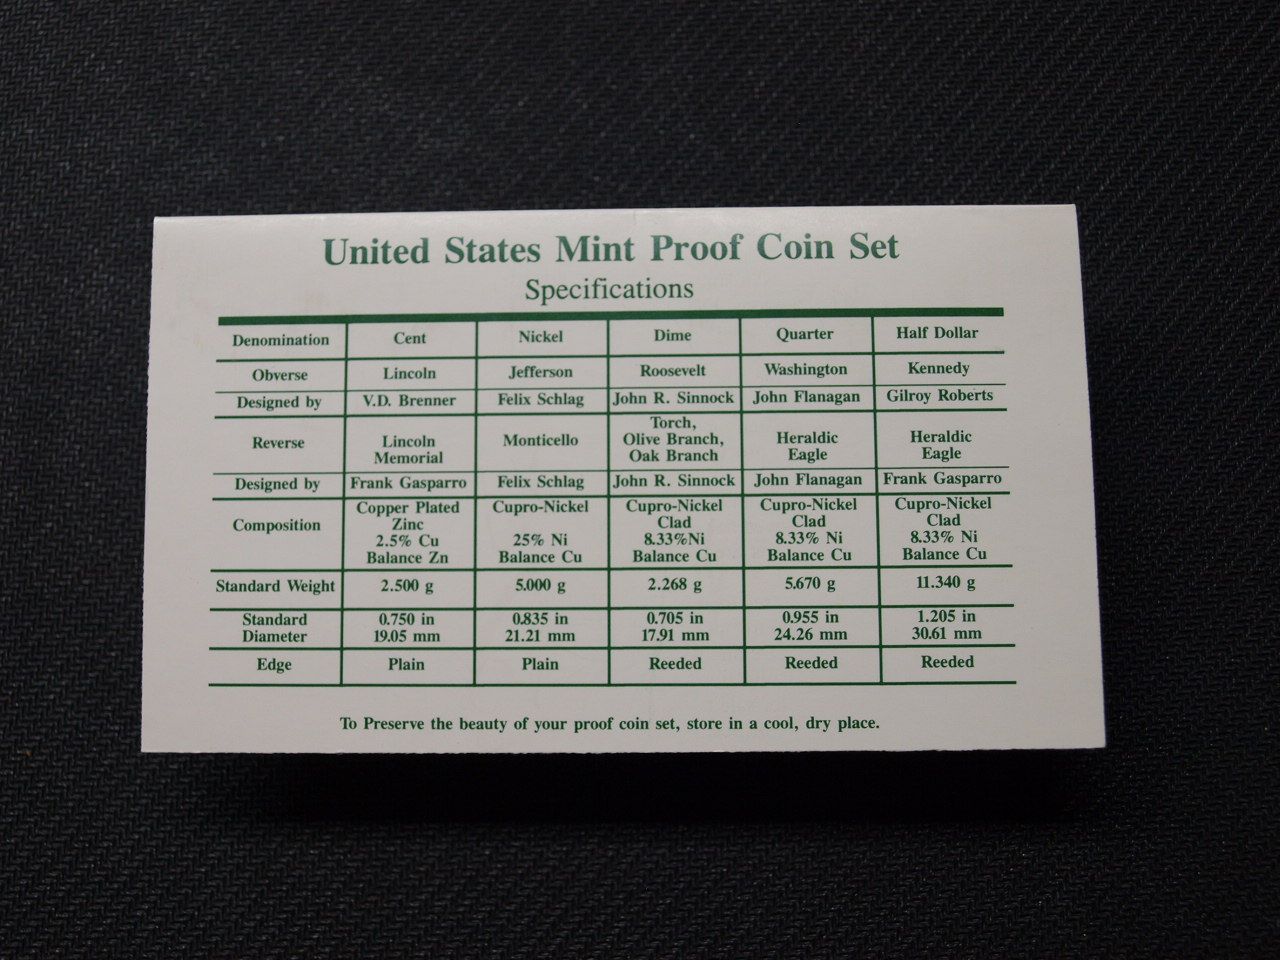 United States Mint Proof Coin Set
Specifications
Denomination Cent Nickel Dime Quarter Half Dollar
Obverse Lincoln Jefferson Roosevelt Washington Kennedy
Designed by V.D. Brenner Felix Schlag John R. Sinnock John Flanagan Gilroy Roberts
Reverse Lincoln Memorial Monticello Torch, Olive Branch, Oak Branch Heraldic Eagle Heraldic Eagle
Designed by Frank Gasparro Felix Schlag John R. Sinnock John Flanagan Frank Gasparro
Composition Copper Plated Zinc 2.5% Cu Balance Zn Cupro-Nickel 25% Ni Balance Cu Cupro-Nickel Clad 8.33%Ni Balance Cu Cupro-Nickel Clad 8.33% Ni Balance Cu Cupro-Nickel Clad 8.33% Ni Balance Cu
Standard Weight 2.500 g 5.000 g 2.268 g 5.670 g 11.340 g
Standard Diameter 0.750 in 19.05 mm 0.835 in 21.21 mm 0.705 in 17.91 mm 0.955 in 24.26 mm 1.205 in 30.61 mm
Edge Plain Plain Reeded Reeded Reeded
To Preserve the beauty of your proof coin set, store in a cool, dry place.